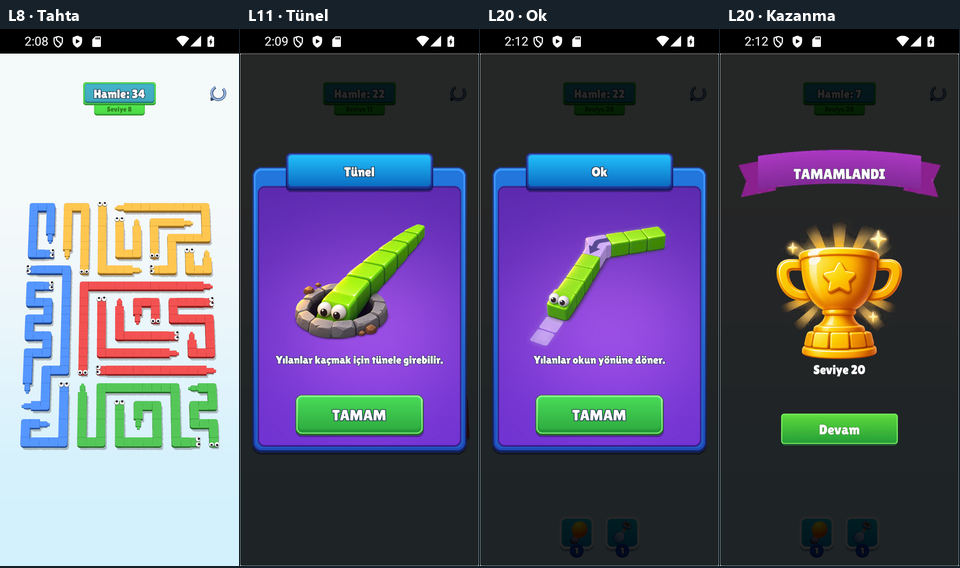 L8 · Tahta
L11 · Tünel
L20 · Ok
L20 · Kazanma
2:08
2:09
2:12
2:12
Hamle: 34
Seviye 8
Hamle: 22
Hamle: 22
Hamle: 7
Tünel
Yılanlar kaçmak için tünele girebilir.
TAMAM
Ok
Yılanlar okun yönüne döner.
TAMAM
TAMAMLANDI
Seviye 20
Devam
1
1
1
1